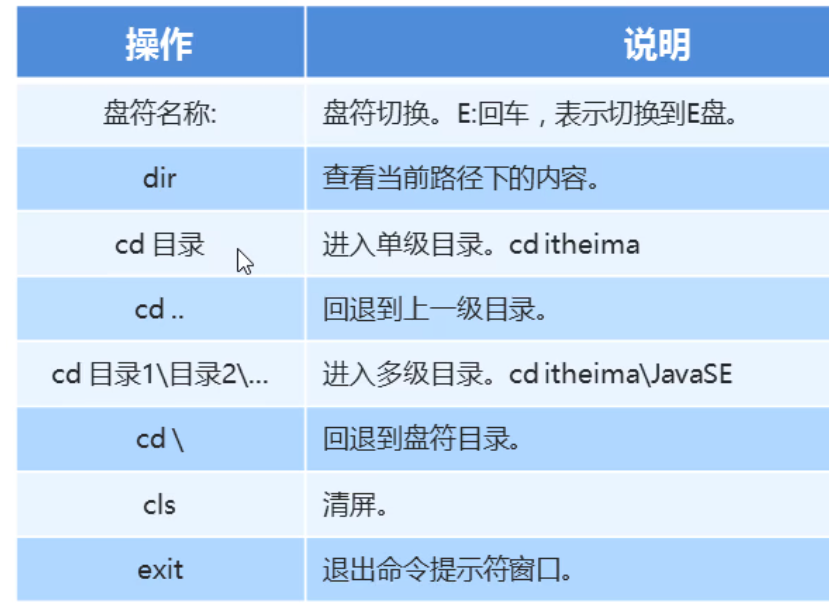 操作 说明
盘符名称: 盘符切换。E:回车，表示切换到E盘。
dir 查看当前路径下的内容。
cd 目录 进入单级目录。cd itheima
cd .. 回退到上一级目录。
cd 目录1\目录2\... 进入多级目录。cd itheima\JavaSE
cd \ 回退到盘符目录。
cls 清屏。
exit 退出命令提示符窗口。